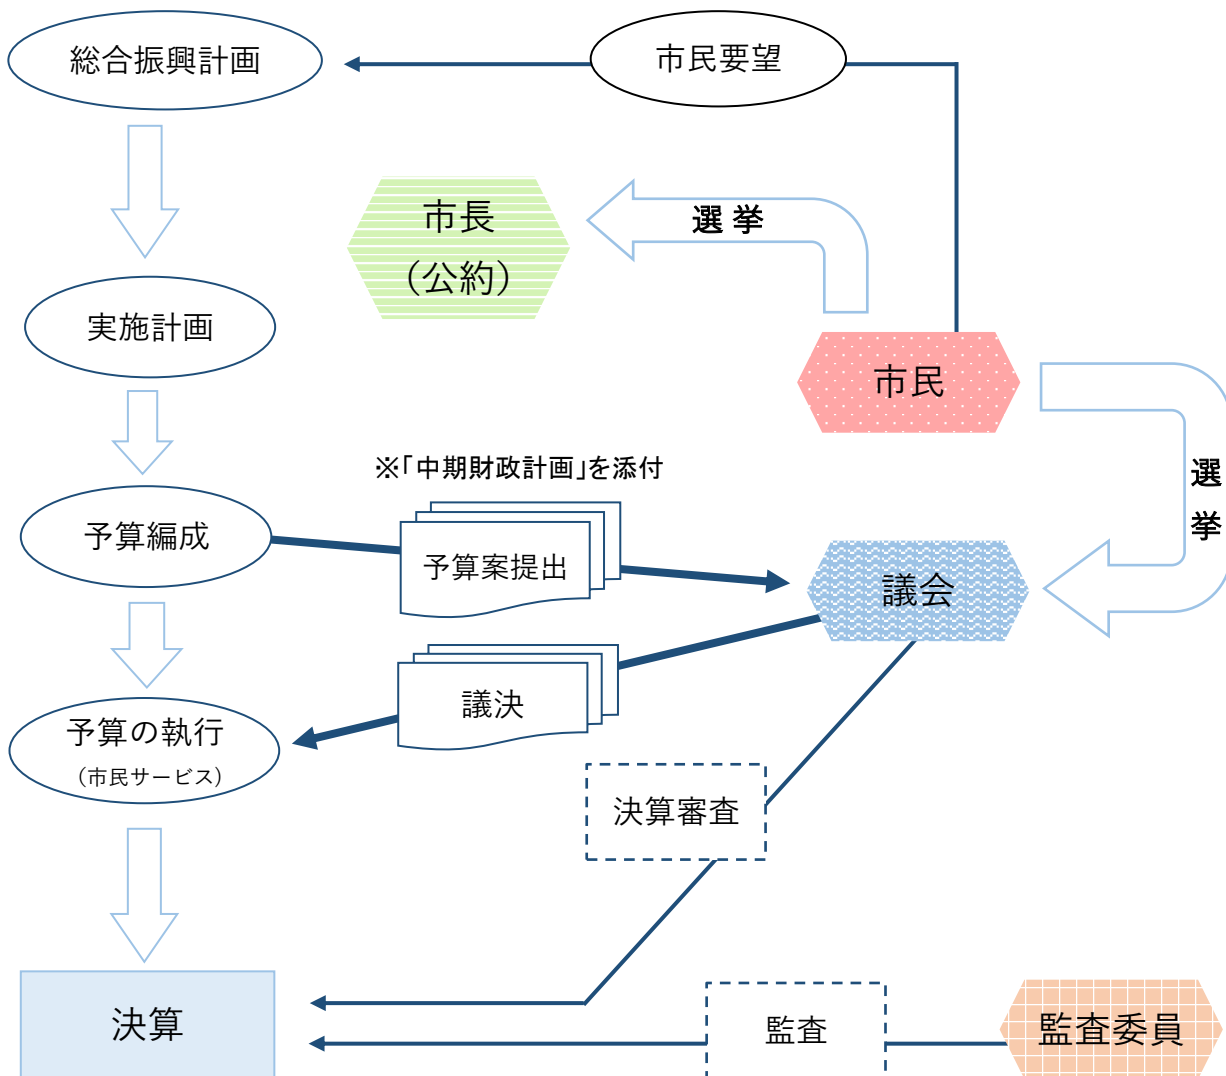 総合振興計画
市民要望
市長
（公約）
選 挙
実施計画
市民
選
挙
※「中期財政計画」を添付
予算編成
予算案提出
議会
議決
予算の執行
（市民サービス）
決算審査
決算
監査
監査委員